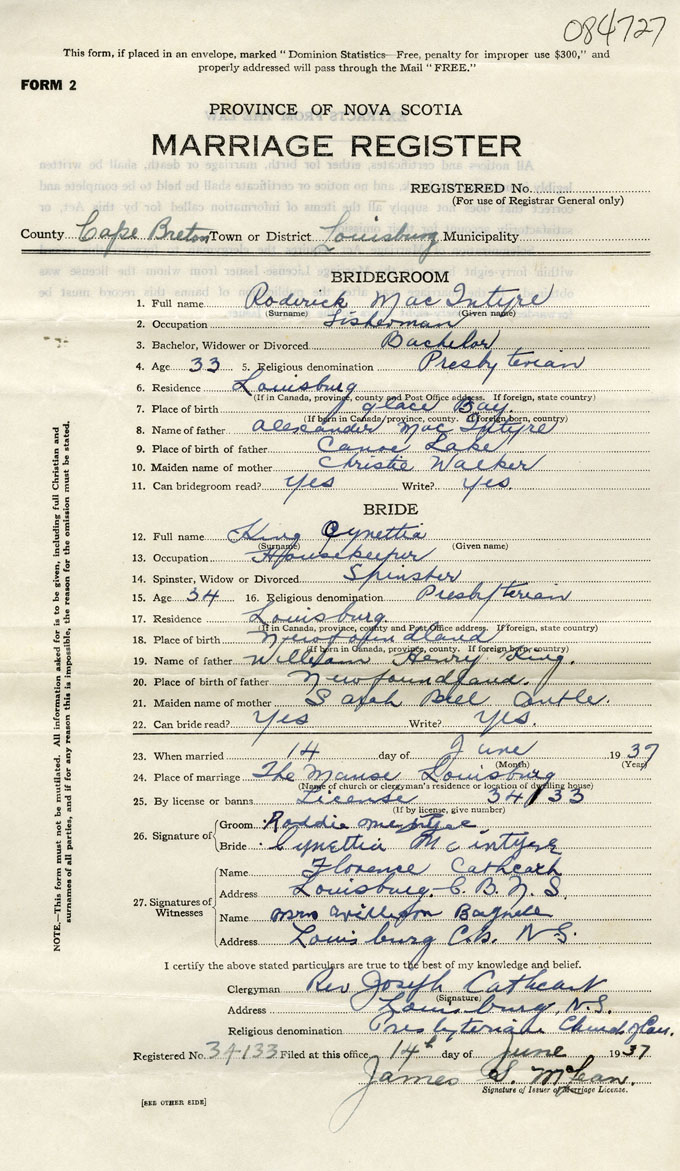 084727
This form, if placed in an envelope, marked "Dominion Statistics—Free, penalty for improper use $300," and
properly addressed will pass through the Mail "FREE."
FORM 2
PROVINCE OF NOVA SCOTIA
MARRIAGE REGISTER
REGISTERED No.
(For use of Registrar General only)
County Cape Breton Town or District Louisburg Municipality
BRIDEGROOM
1. Full name Roderick MacIntyre
(Surname) (Given name)
2. Occupation Fisherman
3. Bachelor, Widower or Divorced Bachelor
4. Age 33 5. Religious denomination Presbyterian
6. Residence Louisburg
(If in Canada, province, county and Post Office address. If foreign, state country)
7. Place of birth Glace Bay.
(If born in Canada, province, county. If foreign born, country)
8. Name of father Alexander MacIntyre
9. Place of birth of father Canoe Lake
10. Maiden name of mother Christie Walker
11. Can bridegroom read? Yes Write? Yes.
BRIDE
12. Full name King Cynettia
(Surname) (Given name)
13. Occupation Housekeeper
14. Spinster, Widow or Divorced Spinster
15. Age 34 16. Religious denomination Presbyterian
17. Residence Louisburg.
(If in Canada, province, county and Post Office address. If foreign, state country)
18. Place of birth Newfoundland
(If born in Canada, province, county. If foreign born, country)
19. Name of father William Henry King.
20. Place of birth of father Newfoundland.
21. Maiden name of mother Sarah Bell
22. Can bride read? Yes Write? Yes.
23. When married 14 day of June 1937
(Month) (Year)
24. Place of marriage The Manse Louisburg
(Name of church or clergyman's residence or location of dwelling house)
25. By license or banns License 34133
(If by license, give number)
26. Signature of Groom Roddie McIntyre.
Bride Cynettia McIntyre
27. Signatures of Witnesses Name Florence Cathcart
Address Louisburg C.B.N.S.
Name Mrs William Bagnell
Address Louisburg C.B. N.S.
I certify the above stated particulars are true to the best of my knowledge and belief.
Clergyman Rev Joseph Cathcart
(Signature)
Address Louisburg, N.S.
Religious denomination Presbyterian Church of Can.
Registered No. 34133 Filed at this office 14th day of June 1937
James S. McLean.
Signature of Issuer of Marriage License.
[SEE OTHER SIDE]
NOTE.—This form must not be mutilated. All information asked for is to be given, including full Christian and
surnames of all parties, and if for any reason this is impossible, the reason for the omission must be stated.